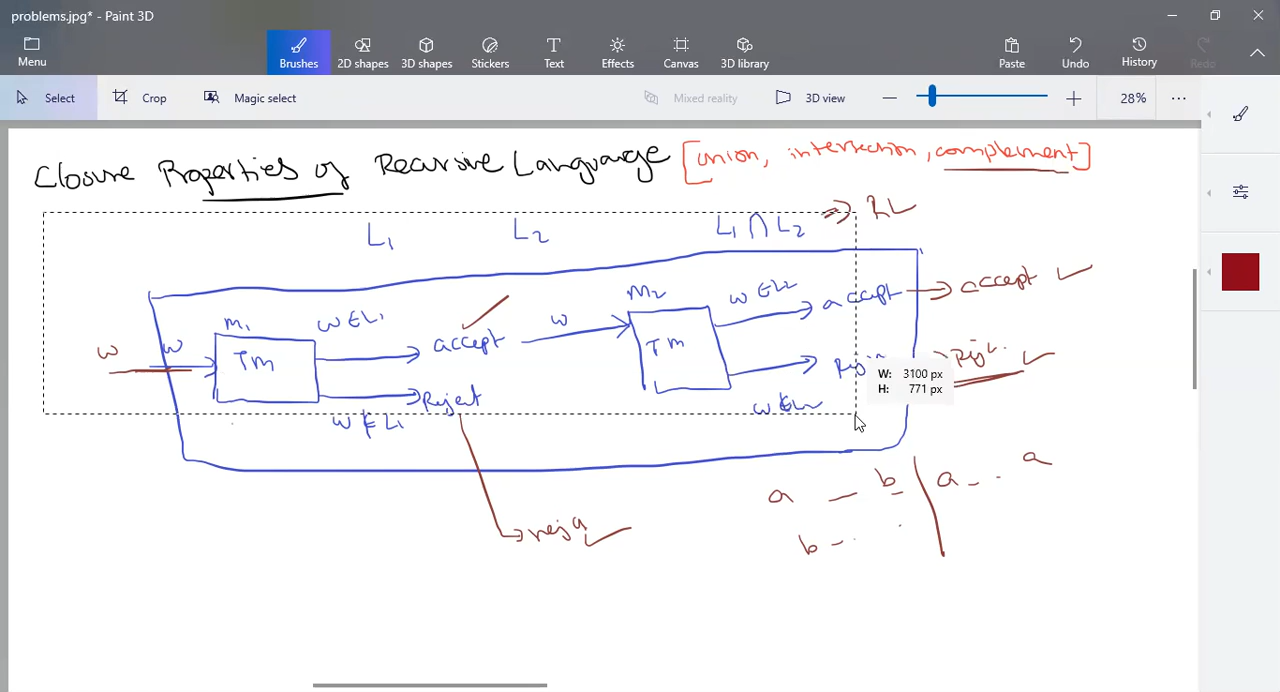 problems.jpg* - Paint 3D
Menu
Brushes
2D shapes
3D shapes
Stickers
Text
Effects
Canvas
3D library
Paste
Undo
History
Redo
Select
Crop
Magic select
Mixed reality
3D view
28%
Closure Properties of Recursive Language [union, intersection, complement]
L1 L2 L1 ∩ L2 ⇒ RL
w w M1 TM w ∈ L1 accept w M2 TM w ∈ L2 accept accept
w ∉ L1 Reject w ∉ L2
W: 3100 px
H: 771 px
a b a a
b